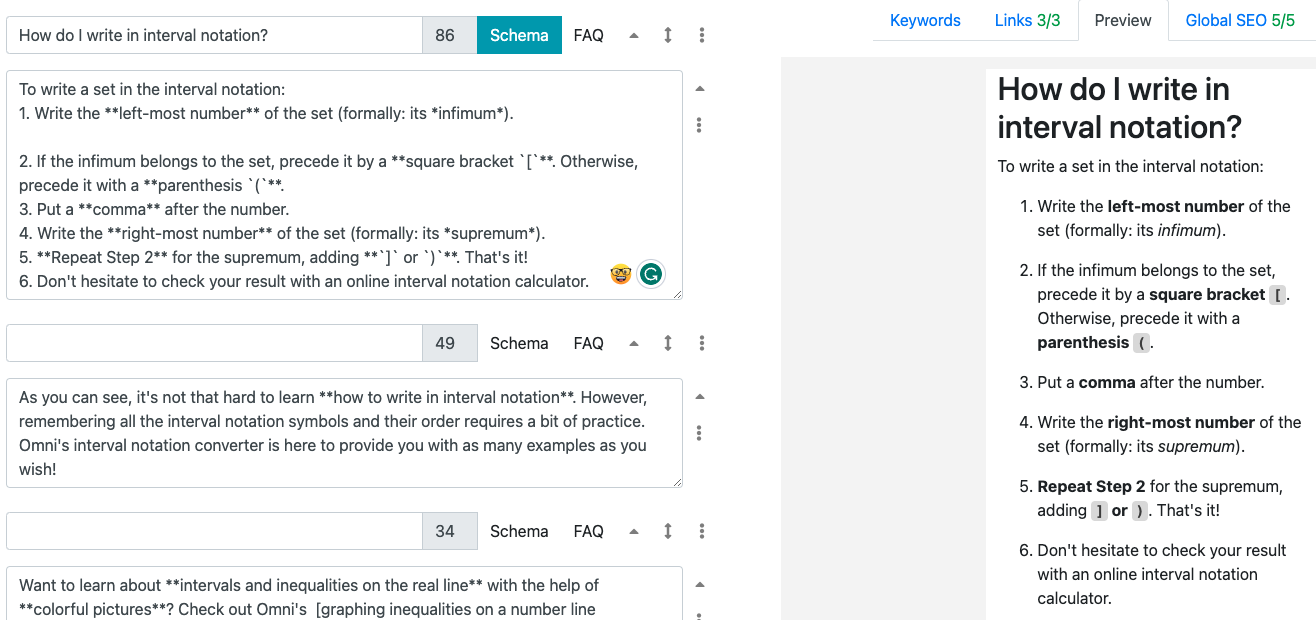 How do I write in interval notation?
86
Schema
FAQ
To write a set in the interval notation:
1. Write the **left-most number** of the set (formally: its *infimum*).
2. If the infimum belongs to the set, precede it by a **square bracket `[`**. Otherwise,
precede it with a **parenthesis `(`**.
3. Put a **comma** after the number.
4. Write the **right-most number** of the set (formally: its *supremum*).
5. **Repeat Step 2** for the supremum, adding **`]` or `)`**. That's it!
6. Don't hesitate to check your result with an online interval notation calculator.
49
Schema
FAQ
As you can see, it's not that hard to learn **how to write in interval notation**. However,
remembering all the interval notation symbols and their order requires a bit of practice.
Omni's interval notation converter is here to provide you with as many examples as you
wish!
34
Schema
FAQ
Want to learn about **intervals and inequalities on the real line** with the help of
**colorful pictures**? Check out Omni's [graphing inequalities on a number line
Keywords
Links 3/3
Preview
Global SEO 5/5
How do I write in
interval notation?
To write a set in the interval notation:
1. Write the left-most number of the
set (formally: its infimum).
2. If the infimum belongs to the set,
precede it by a square bracket [.
Otherwise, precede it with a
parenthesis (.
3. Put a comma after the number.
4. Write the right-most number of the
set (formally: its supremum).
5. Repeat Step 2 for the supremum,
adding ] or ). That's it!
6. Don't hesitate to check your result
with an online interval notation
calculator.